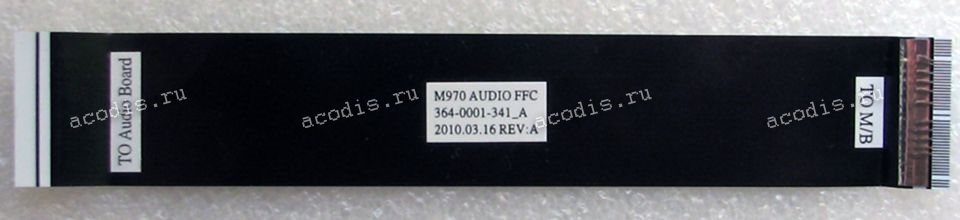 TO Audio Board
M970 AUDIO FFC
364-0001-341_A
2010.03.16 REV:A
TO M/B
acodis.ru
acodis.ru
acodis.ru
acodis.ru